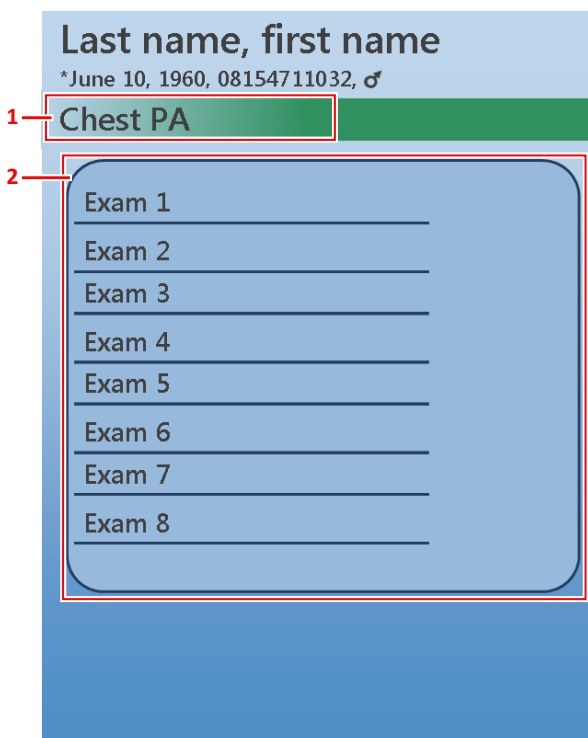 Last name, first name
*June 10, 1960, 08154711032, ♂
1 Chest PA
2
Exam 1
Exam 2
Exam 3
Exam 4
Exam 5
Exam 6
Exam 7
Exam 8